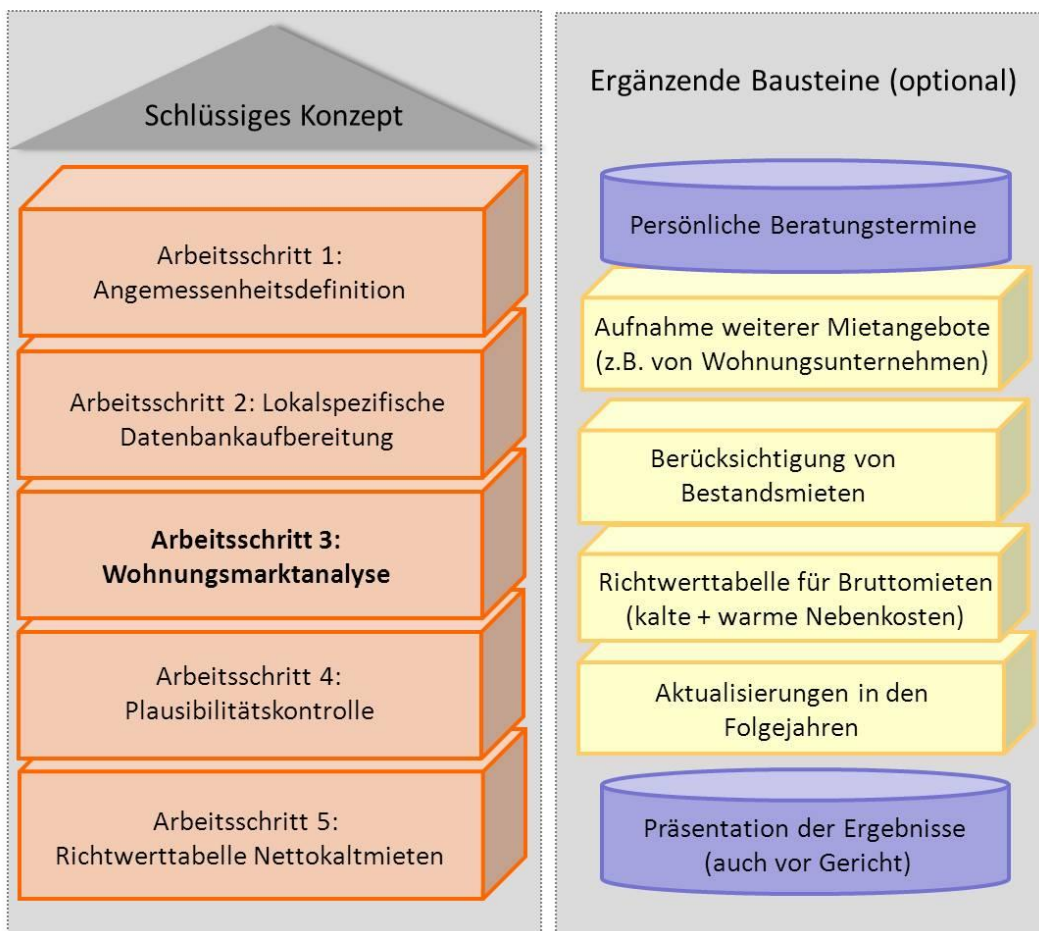 Schlüssiges Konzept
Arbeitsschritt 1:
Angemessenheitsdefinition
Arbeitsschritt 2: Lokalspezifische
Datenbankaufbereitung
Arbeitsschritt 3:
Wohnungsmarktanalyse
Arbeitsschritt 4:
Plausibilitätskontrolle
Arbeitsschritt 5:
Richtwerttabelle Nettokaltmieten
Ergänzende Bausteine (optional)
Persönliche Beratungstermine
Aufnahme weiterer Mietangebote
(z.B. von Wohnungsunternehmen)
Berücksichtigung von
Bestandsmieten
Richtwerttabelle für Bruttomieten
(kalte + warme Nebenkosten)
Aktualisierungen in den
Folgejahren
Präsentation der Ergebnisse
(auch vor Gericht)